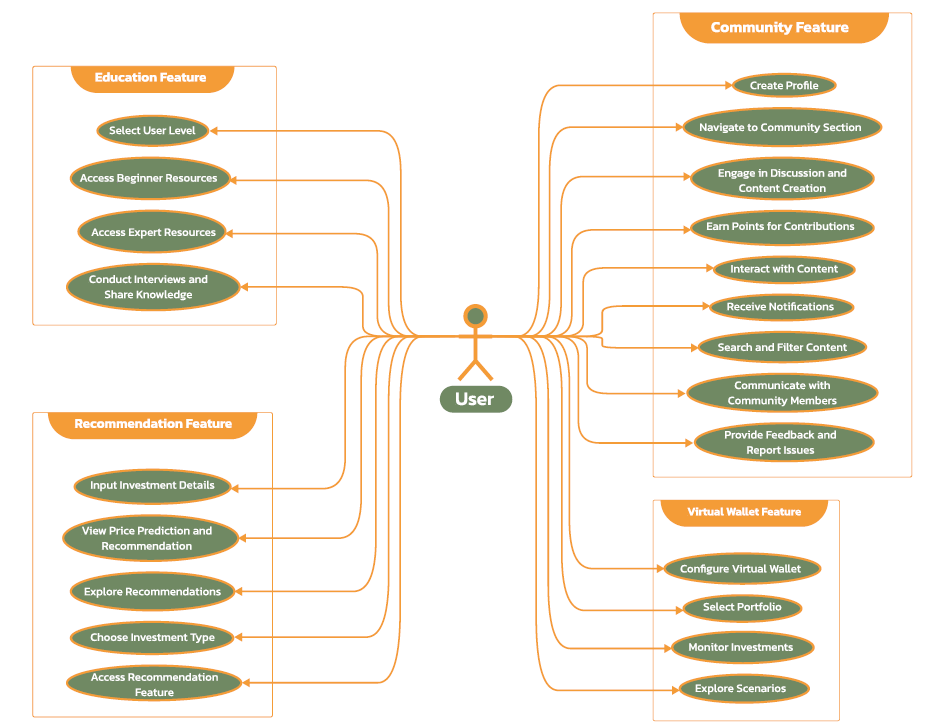 Education Feature
Select User Level
Access Beginner Resources
Access Expert Resources
Conduct Interviews and
Share Knowledge
Recommendation Feature
Input Investment Details
View Price Prediction and
Recommendation
Explore Recommendations
Choose Investment Type
Access Recommendation
Feature
User
Community Feature
Create Profile
Navigate to Community Section
Engage in Discussion and
Content Creation
Earn Points for Contributions
Interact with Content
Receive Notifications
Search and Filter Content
Communicate with
Community Members
Provide Feedback and
Report Issues
Virtual Wallet Feature
Configure Virtual Wallet
Select Portfolio
Monitor Investments
Explore Scenarios